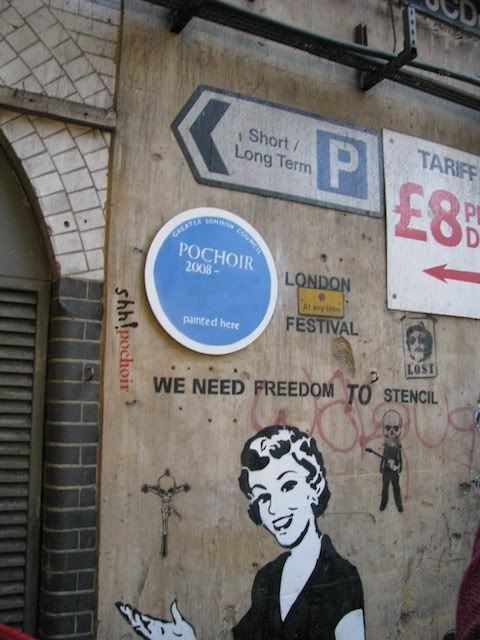 JCD
Short /
Long Term
P
TARIFF
£8
GREATER LONDON COUNCIL
POCHOIR
2008-
painted here
LONDON
At any time
FESTIVAL
shh!pochoir
LOST
WE NEED FREEDOM TO STENCIL